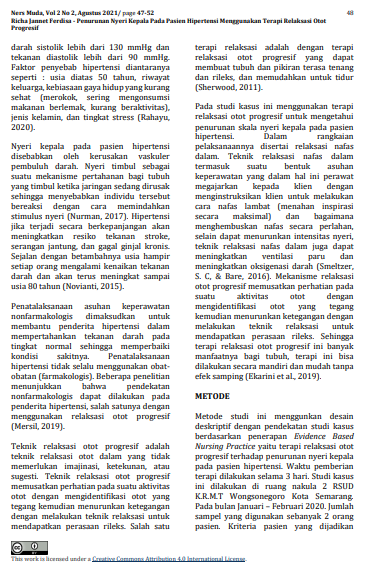 Ners Muda, Vol 2 No 2, Agustus 2021/ page 47-52
48
Richa Jannet Ferdisa - Penurunan Nyeri Kepala Pada Pasien Hipertensi Menggunakan Terapi Relaksasi Otot
Progresif
darah sistolik lebih dari 130 mmHg dan
tekanan diastolik lebih dari 90 mmHg.
Faktor penyebab hipertensi diantaranya
seperti : usia diatas 50 tahun, riwayat
keluarga, kebiasaan gaya hidup yang kurang
sehat (merokok, sering mengonsumsi
makanan berlemak, kurang beraktivitas),
jenis kelamin, dan tingkat stress (Rahayu,
2020).
Nyeri kepala pada pasien hipertensi
disebabkan oleh kerusakan vaskuler
pembuluh darah. Nyeri timbul sebagai
suatu mekanisme pertahanan bagi tubuh
yang timbul ketika jaringan sedang dirusak
sehingga menyebabkan individu tersebut
bereaksi dengan cara memindahkan
stimulus nyeri (Nurman, 2017). Hipertensi
jika terjadi secara berkepanjangan akan
meningkatkan resiko tekanan stroke,
serangan jantung, dan gagal ginjal kronis.
Sejalan dengan betambahnya usia hampir
setiap orang mengalami kenaikan tekanan
darah dan akan terus meningkat sampai
usia 80 tahun (Novianti, 2015).
Penatalaksanaan asuhan keperawatan
nonfarmakologis dimaksudkan untuk
membantu penderita hipertensi dalam
mempertahankan tekanan darah pada
tingkat normal sehingga memperbaiki
kondisi sakitnya. Penatalaksanaan
hipertensi tidak selalu menggunakan obat-
obatan (farmakologis). Beberapa penelitian
menunjukkan bahwa pendekatan
nonfarmakologis dapat dilakukan pada
penderita hipertensi, salah satunya dengan
menggunakan relaksasi otot progresif
(Mersil, 2019).
Teknik relaksasi otot progresif adalah
teknik relaksasi otot dalam yang tidak
memerlukan imajinasi, ketekunan, atau
sugesti. Teknik relaksasi otot progresif
memusatkan perhatian pada suatu aktivitas
otot dengan mengidentifikasi otot yang
tegang kemudian menurunkan ketegangan
dengan melakukan teknik relaksasi untuk
mendapatkan perasaan rileks. Salah satu
terapi relaksasi adalah dengan terapi
relaksasi otot progresif yang dapat
membuat tubuh dan pikiran terasa tenang
dan rileks, dan memudahkan untuk tidur
(Sherwood, 2011).
Pada studi kasus ini menggunakan terapi
relaksasi otot progresif untuk mengetahui
penurunan skala nyeri kepala pada pasien
hipertensi. Dalam rangkaian
pelaksanaannya disertai relaksasi nafas
dalam. Teknik relaksasi nafas dalam
termasuk suatu bentuk asuhan
keperawatan yang dalam hal ini perawat
megajarkan kepada klien dengan
menginstruksikan klien untuk melakukan
cara nafas lambat (menahan inspirasi
secara maksimal) dan bagaimana
menghembuskan nafas secara perlahan,
selain dapat menurunkan intensitas nyeri,
teknik relaksasi nafas dalam juga dapat
meningkatkan ventilasi paru dan
meningkatkan oksigenasi darah (Smeltzer,
S. C, & Bare, 2016). Mekanisme relaksasi
otot progresif memusatkan perhatian pada
suatu aktivitas otot dengan
mengidentifikasi otot yang tegang
kemudian menurunkan ketegangan dengan
melakukan teknik relaksasi untuk
mendapatkan perasaan rileks. Sehingga
terapi relaksasi otot progresif ini banyak
manfaatnya bagi tubuh, terapi ini bisa
dilakukan secara mandiri dan mudah tanpa
efek samping (Ekarini et al., 2019).
METODE
Metode studi ini menggunkan desain
deskriptif dengan pendekatan studi kasus
berdasarkan penerapan Evidence Based
Nursing Practice yaitu terapi relaksasi otot
progresif terhadap penurunan nyeri kepala
pada pasien hipertensi. Waktu pemberian
terapi dilakukan selama 3 hari. Studi kasus
ini dilakukan di ruang nakula 2 RSUD
K.R.M.T Wongsonegoro Kota Semarang.
Pada bulan Januari – Februari 2020. Jumlah
sampel yang digunakan sebanyak 2 orang
pasien. Kriteria pasien yang dijadikan
This work is licensed under a Creative Commons Attribution 4.0 International License.